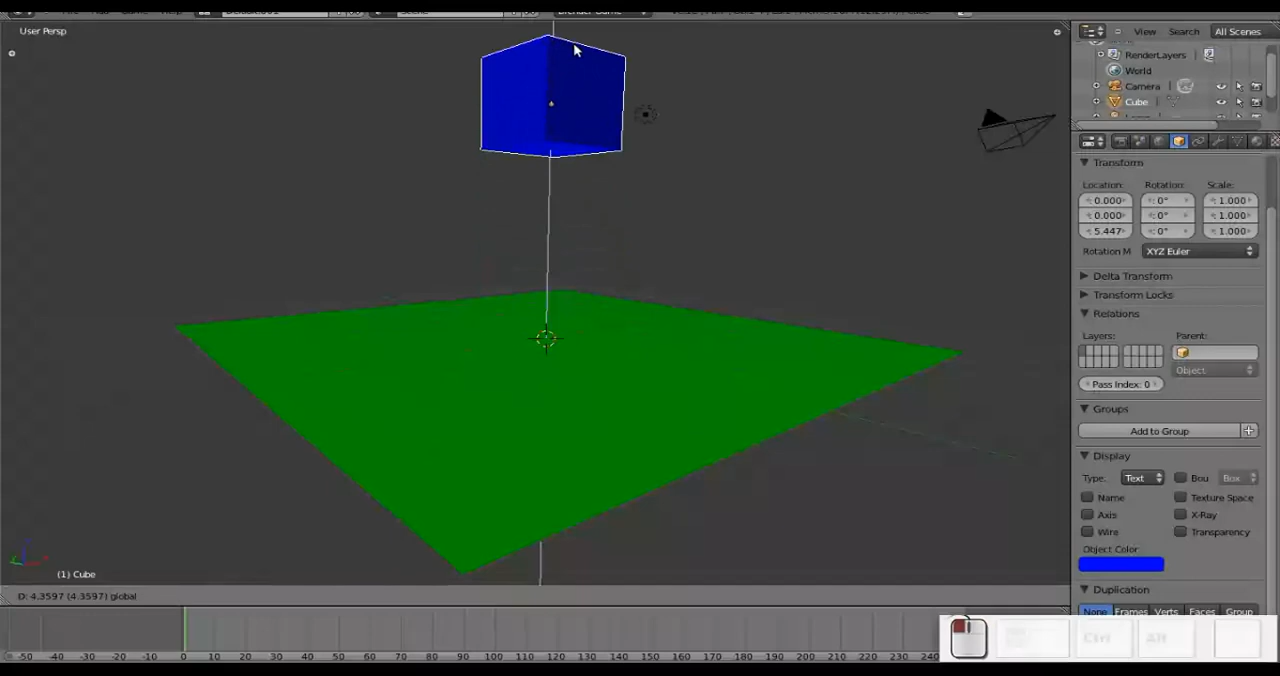 User Persp
View Search All Scenes
RenderLayers
World
Camera
Cube
Transform
Location: Rotation: Scale:
0.000 0° 1.000
0.000 0° 1.000
5.447 0° 1.000
Rotation M XYZ Euler
Delta Transform
Transform Locks
Relations
Layers: Parent:
Object
Pass Index: 0
Groups
Add to Group
Display
Type: Text Bou Box
Name Texture Space
Axis X-Ray
Wire Transparency
Object Color
Duplication
None Frames Verts Faces Group
(1) Cube
D: 4.3597 (4.3597) global
Ctrl Alt
-50 -40 -30 -20 -10 0 10 20 30 40 50 60 70 80 90 100 110 120 130 140 150 160 170 180 190 200 210 220 230 240